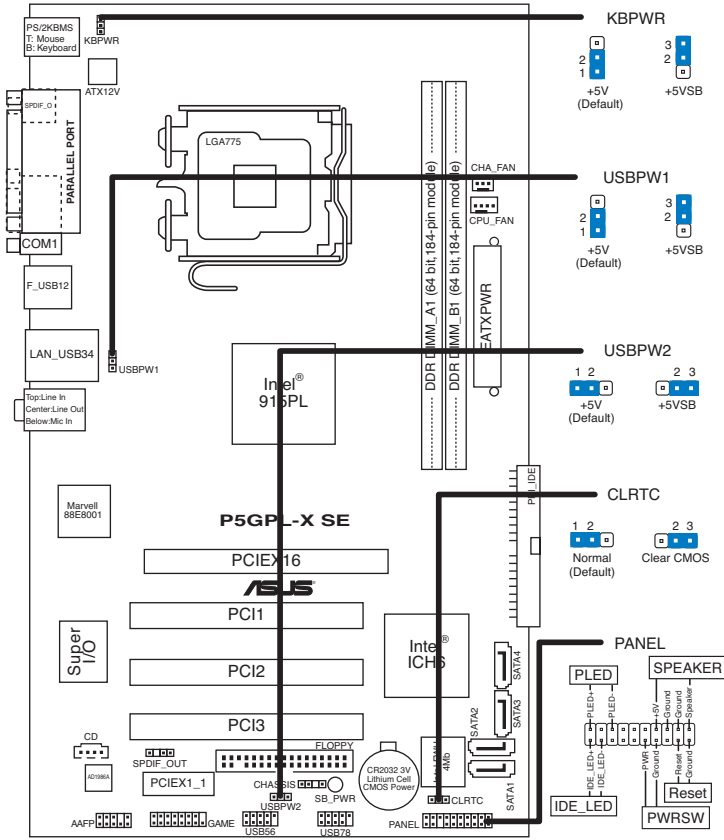 PS/2KBMS
T: Mouse
B: Keyboard
KBPWR
ATX12V
SPDIF_O
PARALLEL PORT
COM1
F_USB12
LAN_USB34
USBPW1
Top:Line In
Center:Line Out
Below:Mic In
LGA775
DDR DIMM_A1 (64 bit,184-pin module)
DDR DIMM_B1 (64 bit,184-pin module)
CHA_FAN
CPU_FAN
EATXPWR
Intel®
915PL
Marvell
88E8001
P5GPL-X SE
PCIEX16
ASUS
PCI1
PCI2
PCI3
Super
I/O
Intel®
ICH6
PRI_IDE
SATA4
SATA3
SATA2
SATA1
4Mb
CD
AD1986A
SPDIF_OUT
PCIEX1_1
FLOPPY
CHASSIS
USBPW2
SB_PWR
CR2032 3V
Lithium Cell
CMOS Power
CLRTC
AAFP
GAME
USB56
USB78
PANEL
KBPWR
2
1
+5V
(Default)
3
2
+5VSB
USBPW1
2
1
+5V
(Default)
3
2
+5VSB
USBPW2
1 2
+5V
(Default)
2 3
+5VSB
CLRTC
1 2
Normal
(Default)
2 3
Clear CMOS
PANEL
PLED
SPEAKER
PLED+
PLED-
+5V
Ground
Ground
Speaker
IDE_LED+
IDE_LED-
PWR
Ground
Reset
Ground
IDE_LED
PWRSW
Reset